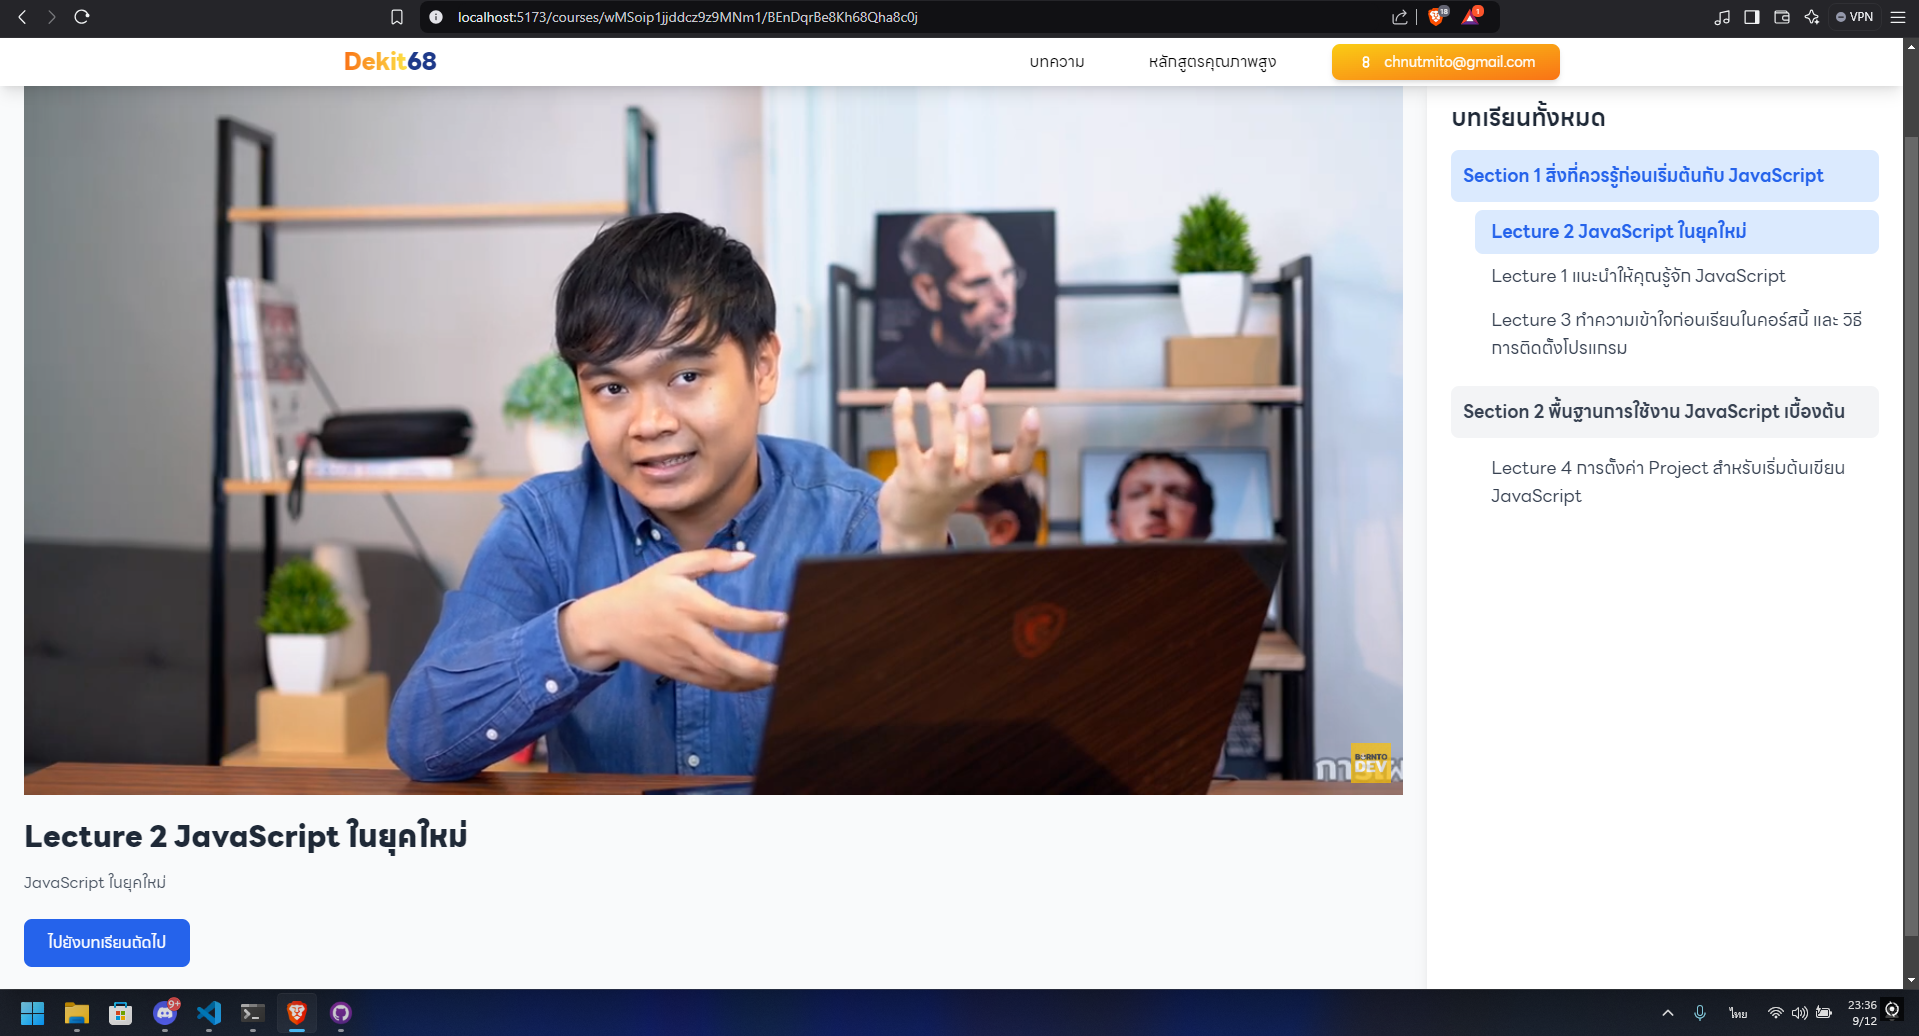 localhost:5173/courses/wMSoip1jjddcz9z9MNm1/BEnDqrBe8Kh68Qha8c0j
18
1
VPN
Dekit68
บทความ
หลักสูตรคุณภาพสูง
chnutmito@gmail.com
บทเรียนทั้งหมด
Section 1 สิ่งที่ควรรู้ก่อนเริ่มต้นกับ JavaScript
Lecture 2 JavaScript ในยุคใหม่
Lecture 1 แนะนำให้คุณรู้จัก JavaScript
Lecture 3 ทำความเข้าใจก่อนเรียนในคอร์สนี้ และ วิธี
การติดตั้งโปรแกรม
Section 2 พื้นฐานการใช้งาน JavaScript เบื้องต้น
Lecture 4 การตั้งค่า Project สำหรับเริ่มต้นเขียน
JavaScript
BORNTO
DEV
Lecture 2 JavaScript ในยุคใหม่
JavaScript ในยุคใหม่
ไปยังบทเรียนถัดไป
9+
ไทย
23:36
9/12